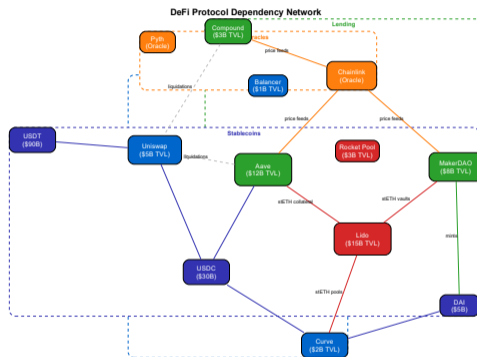 DeFi Protocol Dependency Network
Compound
($3B TVL)
Lending
Pyth
(Oracle)
Oracles
price feeds
Chainlink
(Oracle)
Balancer
($1B TVL)
liquidations
USDT
($90B)
Stablecoins
price feeds
price feeds
Uniswap
($5B TVL)
liquidations
Rocket Pool
($3B TVL)
Aave
($12B TVL)
MakerDAO
($8B TVL)
stETH collateral
stETH vaults
Lido
($15B TVL)
mints
USDC
($30B)
stETH pools
DAI
($5B)
Curve
($2B TVL)